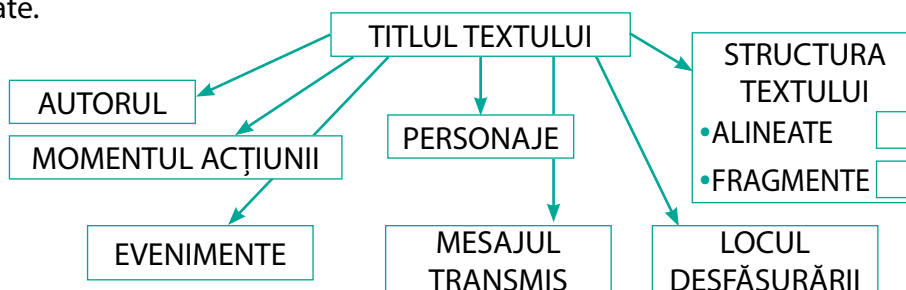 ate.
TITLUL TEXTULUI
STRUCTURA
TEXTULUI
•ALINEATE
•FRAGMENTE
AUTORUL
MOMENTUL ACȚIUNII
PERSONAJE
EVENIMENTE
MESAJUL
TRANSMIS
LOCUL
DESFĂȘURĂRII